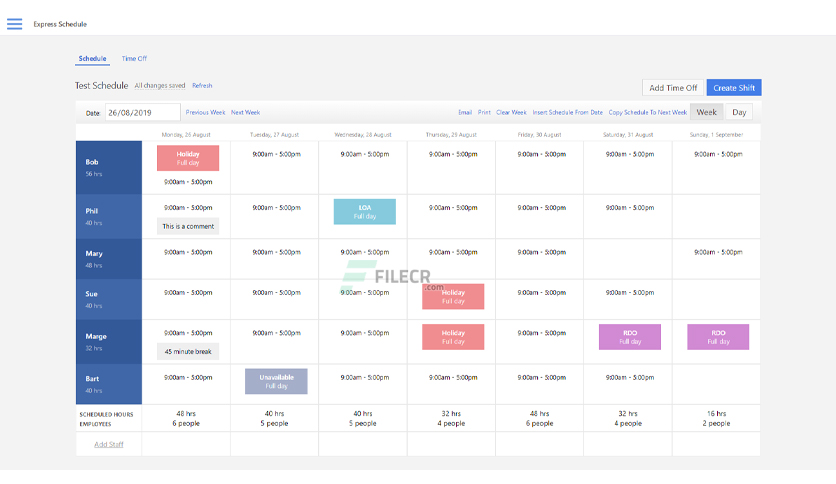 Express Schedule
Schedule Time Off
Test Schedule All changes saved Refresh
Add Time Off Create Shift
Date: 26/08/2019 Previous Week Next Week Email Print Clear Week Insert Schedule From Date Copy Schedule To Next Week Week Day
Monday, 26 August Tuesday, 27 August Wednesday, 28 August Thursday, 29 August Friday, 30 August Saturday, 31 August Sunday, 1 September
Bob
56 hrs
Holiday
Full day
9:00am - 5:00pm
9:00am - 5:00pm 9:00am - 5:00pm 9:00am - 5:00pm 9:00am - 5:00pm 9:00am - 5:00pm 9:00am - 5:00pm
Phil
40 hrs
9:00am - 5:00pm
This is a comment
9:00am - 5:00pm
LOA
Full day
9:00am - 5:00pm 9:00am - 5:00pm 9:00am - 5:00pm
Mary
48 hrs
9:00am - 5:00pm 9:00am - 5:00pm 9:00am - 5:00pm 9:00am - 5:00pm 9:00am - 5:00pm 9:00am - 5:00pm
FILECR
.com
Sue
40 hrs
9:00am - 5:00pm 9:00am - 5:00pm 9:00am - 5:00pm
Holiday
Full day
9:00am - 5:00pm 9:00am - 5:00pm
Marge
32 hrs
9:00am - 5:00pm
45 minute break
9:00am - 5:00pm 9:00am - 5:00pm
Holiday
Full day
9:00am - 5:00pm
RDO
Full day
RDO
Full day
Bart
40 hrs
9:00am - 5:00pm
Unavailable
Full day
9:00am - 5:00pm 9:00am - 5:00pm 9:00am - 5:00pm 9:00am - 5:00pm
SCHEDULED HOURS 48 hrs 40 hrs 40 hrs 32 hrs 48 hrs 32 hrs 16 hrs
EMPLOYEES 6 people 5 people 5 people 4 people 6 people 4 people 2 people
Add Staff